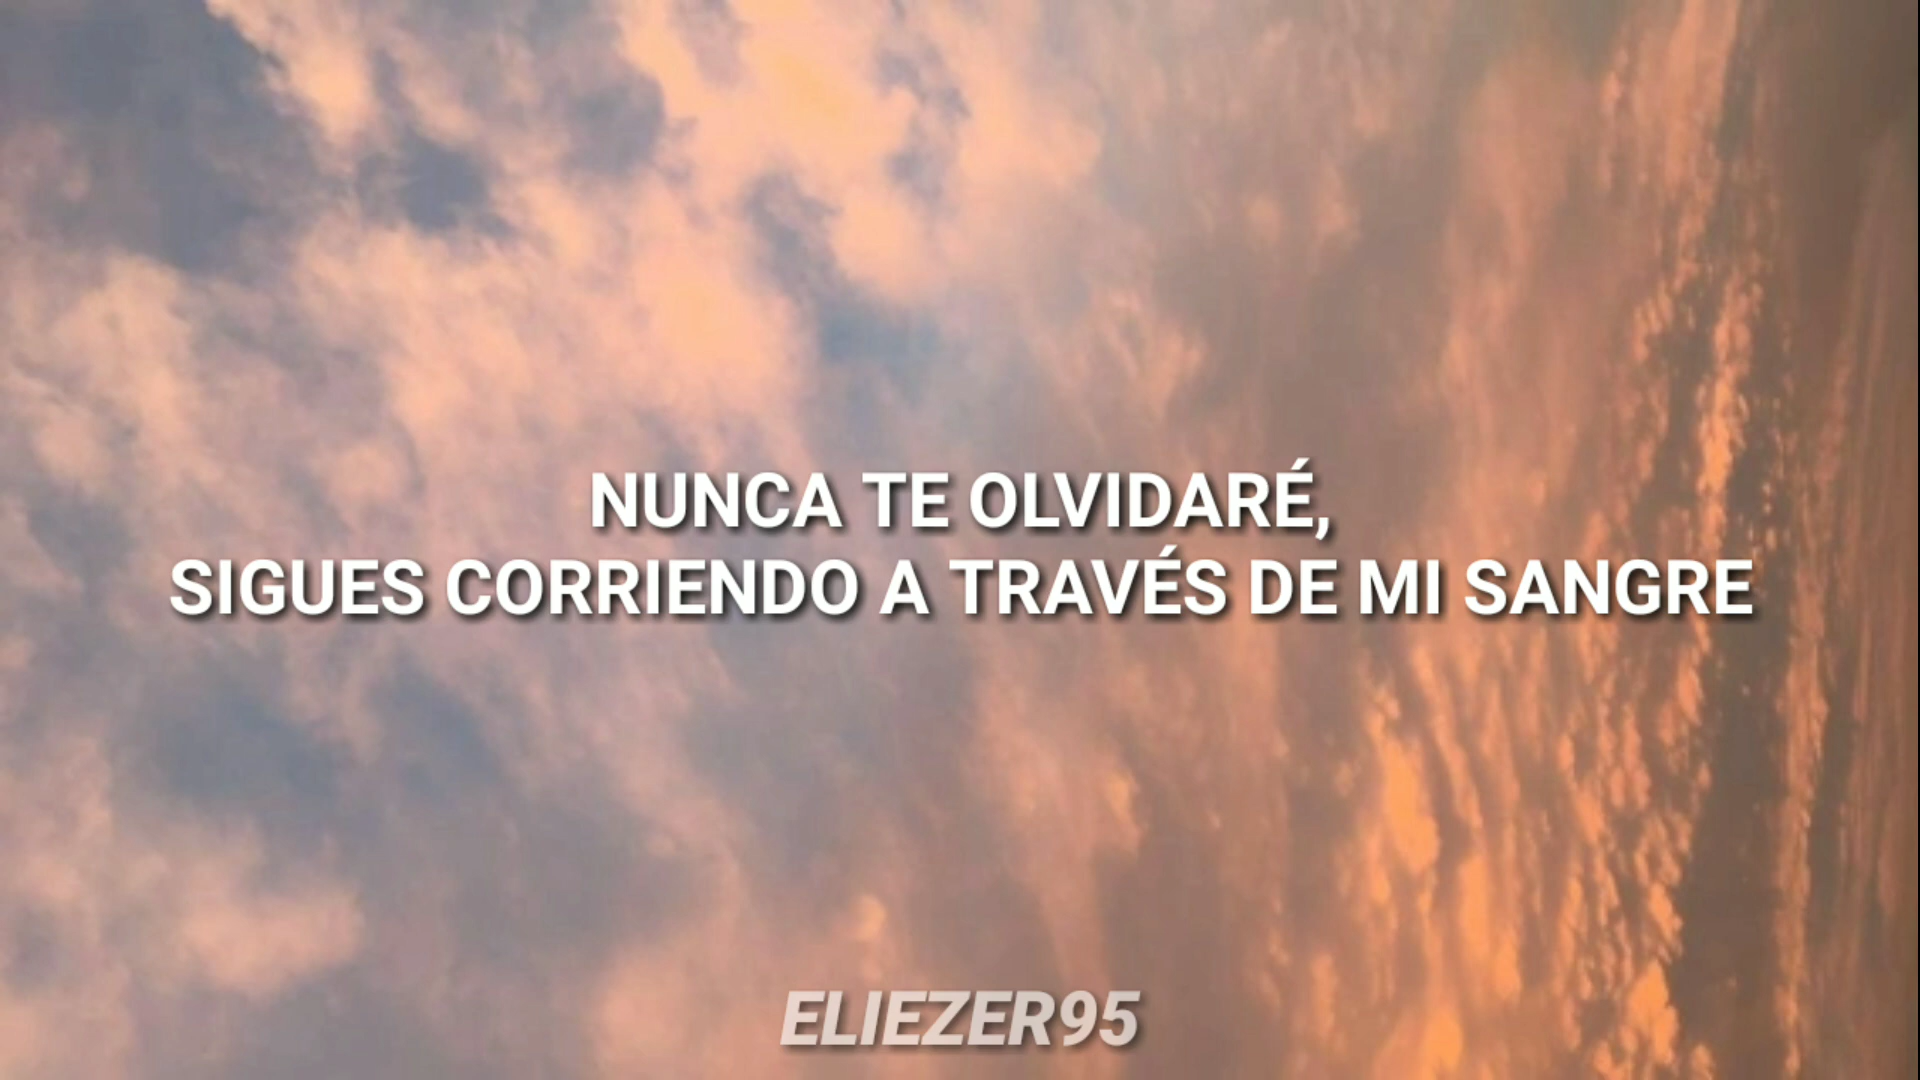 NUNCA TE OLVIDARÉ,
SIGUES CORRIENDO A TRAVÉS DE MI SANGRE
ELIEZER95